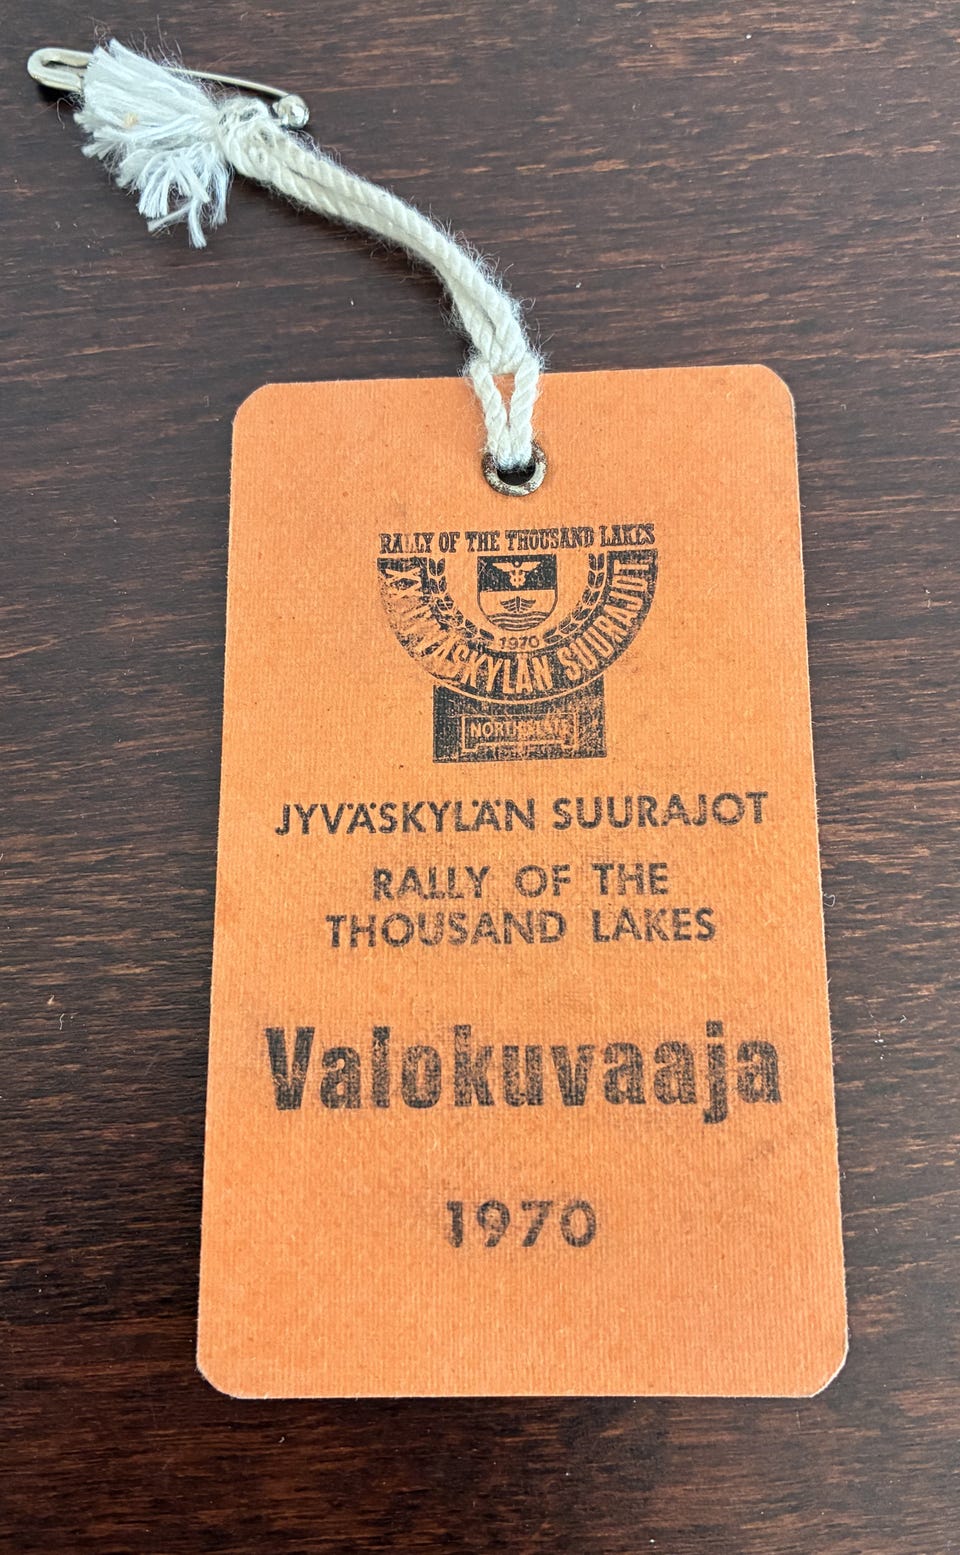 RALLY OF THE THOUSAND LAKES
JYVÄSKYLÄN SUURAJOT
1970
JYVÄSKYLÄN SUURAJOT
RALLY OF THE
THOUSAND LAKES
Valokuvaaja
1970